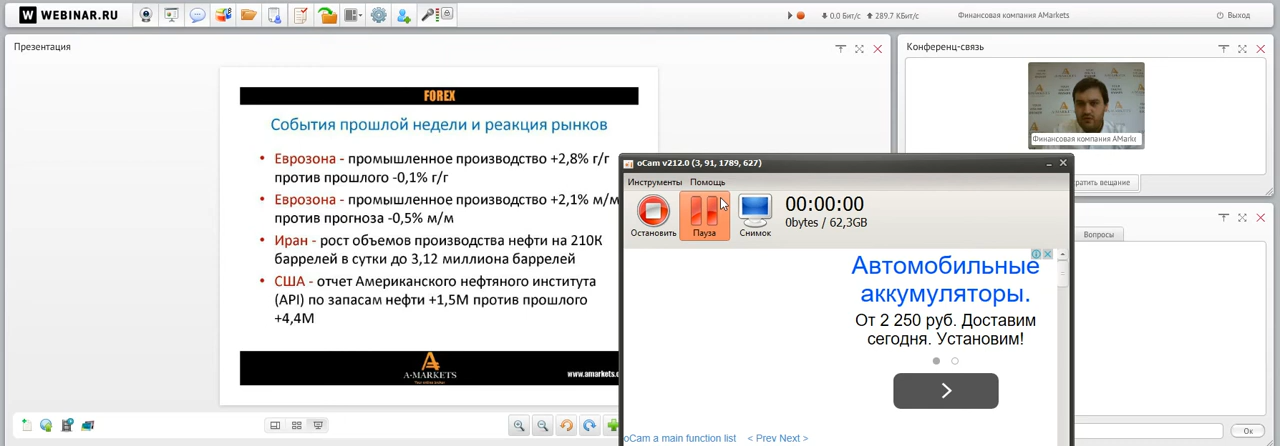 WEBINAR.RU
0.0 Бит/с 289.7 КБит/с
Финансовая компания AMarkets
Выход
Презентация
FOREX
События прошлой недели и реакция рынков
• Еврозона - промышленное производство +2,8% г/г
против прошлого -0,1% г/г
• Еврозона - промышленное производство +2,1% м/м
против прогноза -0,5% м/м
• Иран - рост объемов производства нефти на 210К
баррелей в сутки до 3,12 миллиона баррелей
• США - отчет Американского нефтяного института
(API) по запасам нефти +1,5М против прошлого
+4,4М
A-MARKETS
www.amarkets
Конференц-связь
Финансовая компания AMarke
кратить вещание
Вопросы
Ок
oCam v212.0 (3, 91, 1789, 627)
Инструменты Помощь
Остановить
Пауза
Снимок
00:00:00
0bytes / 62,3GB
Автомобильные
аккумуляторы.
От 2 250 руб. Доставим
сегодня. Установим!
oCam a main function list < Prev Next >